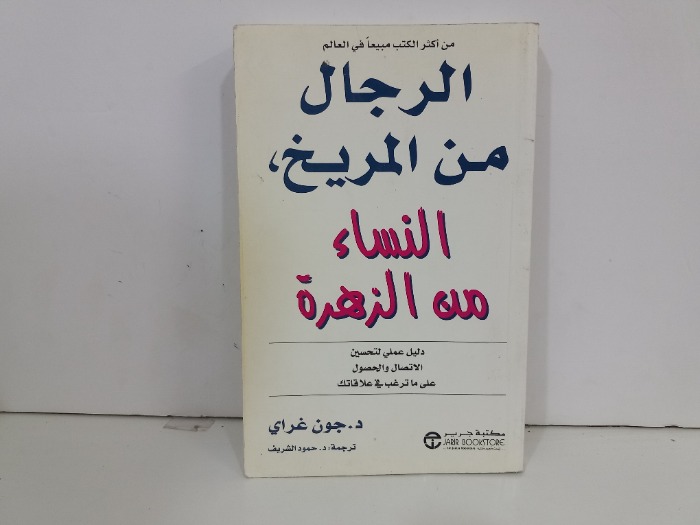 من أكثر الكتب مبيعاً في العالم
الرجال
من المريخ،
النساء
من الزهرة
دليل عملي لتحسين
الاتصال والحصول
على ما ترغب في علاقاتك
د. جون غراي
ترجمة: د. حمود الشريف
مكتبة جرير
JARIR BOOKSTORE